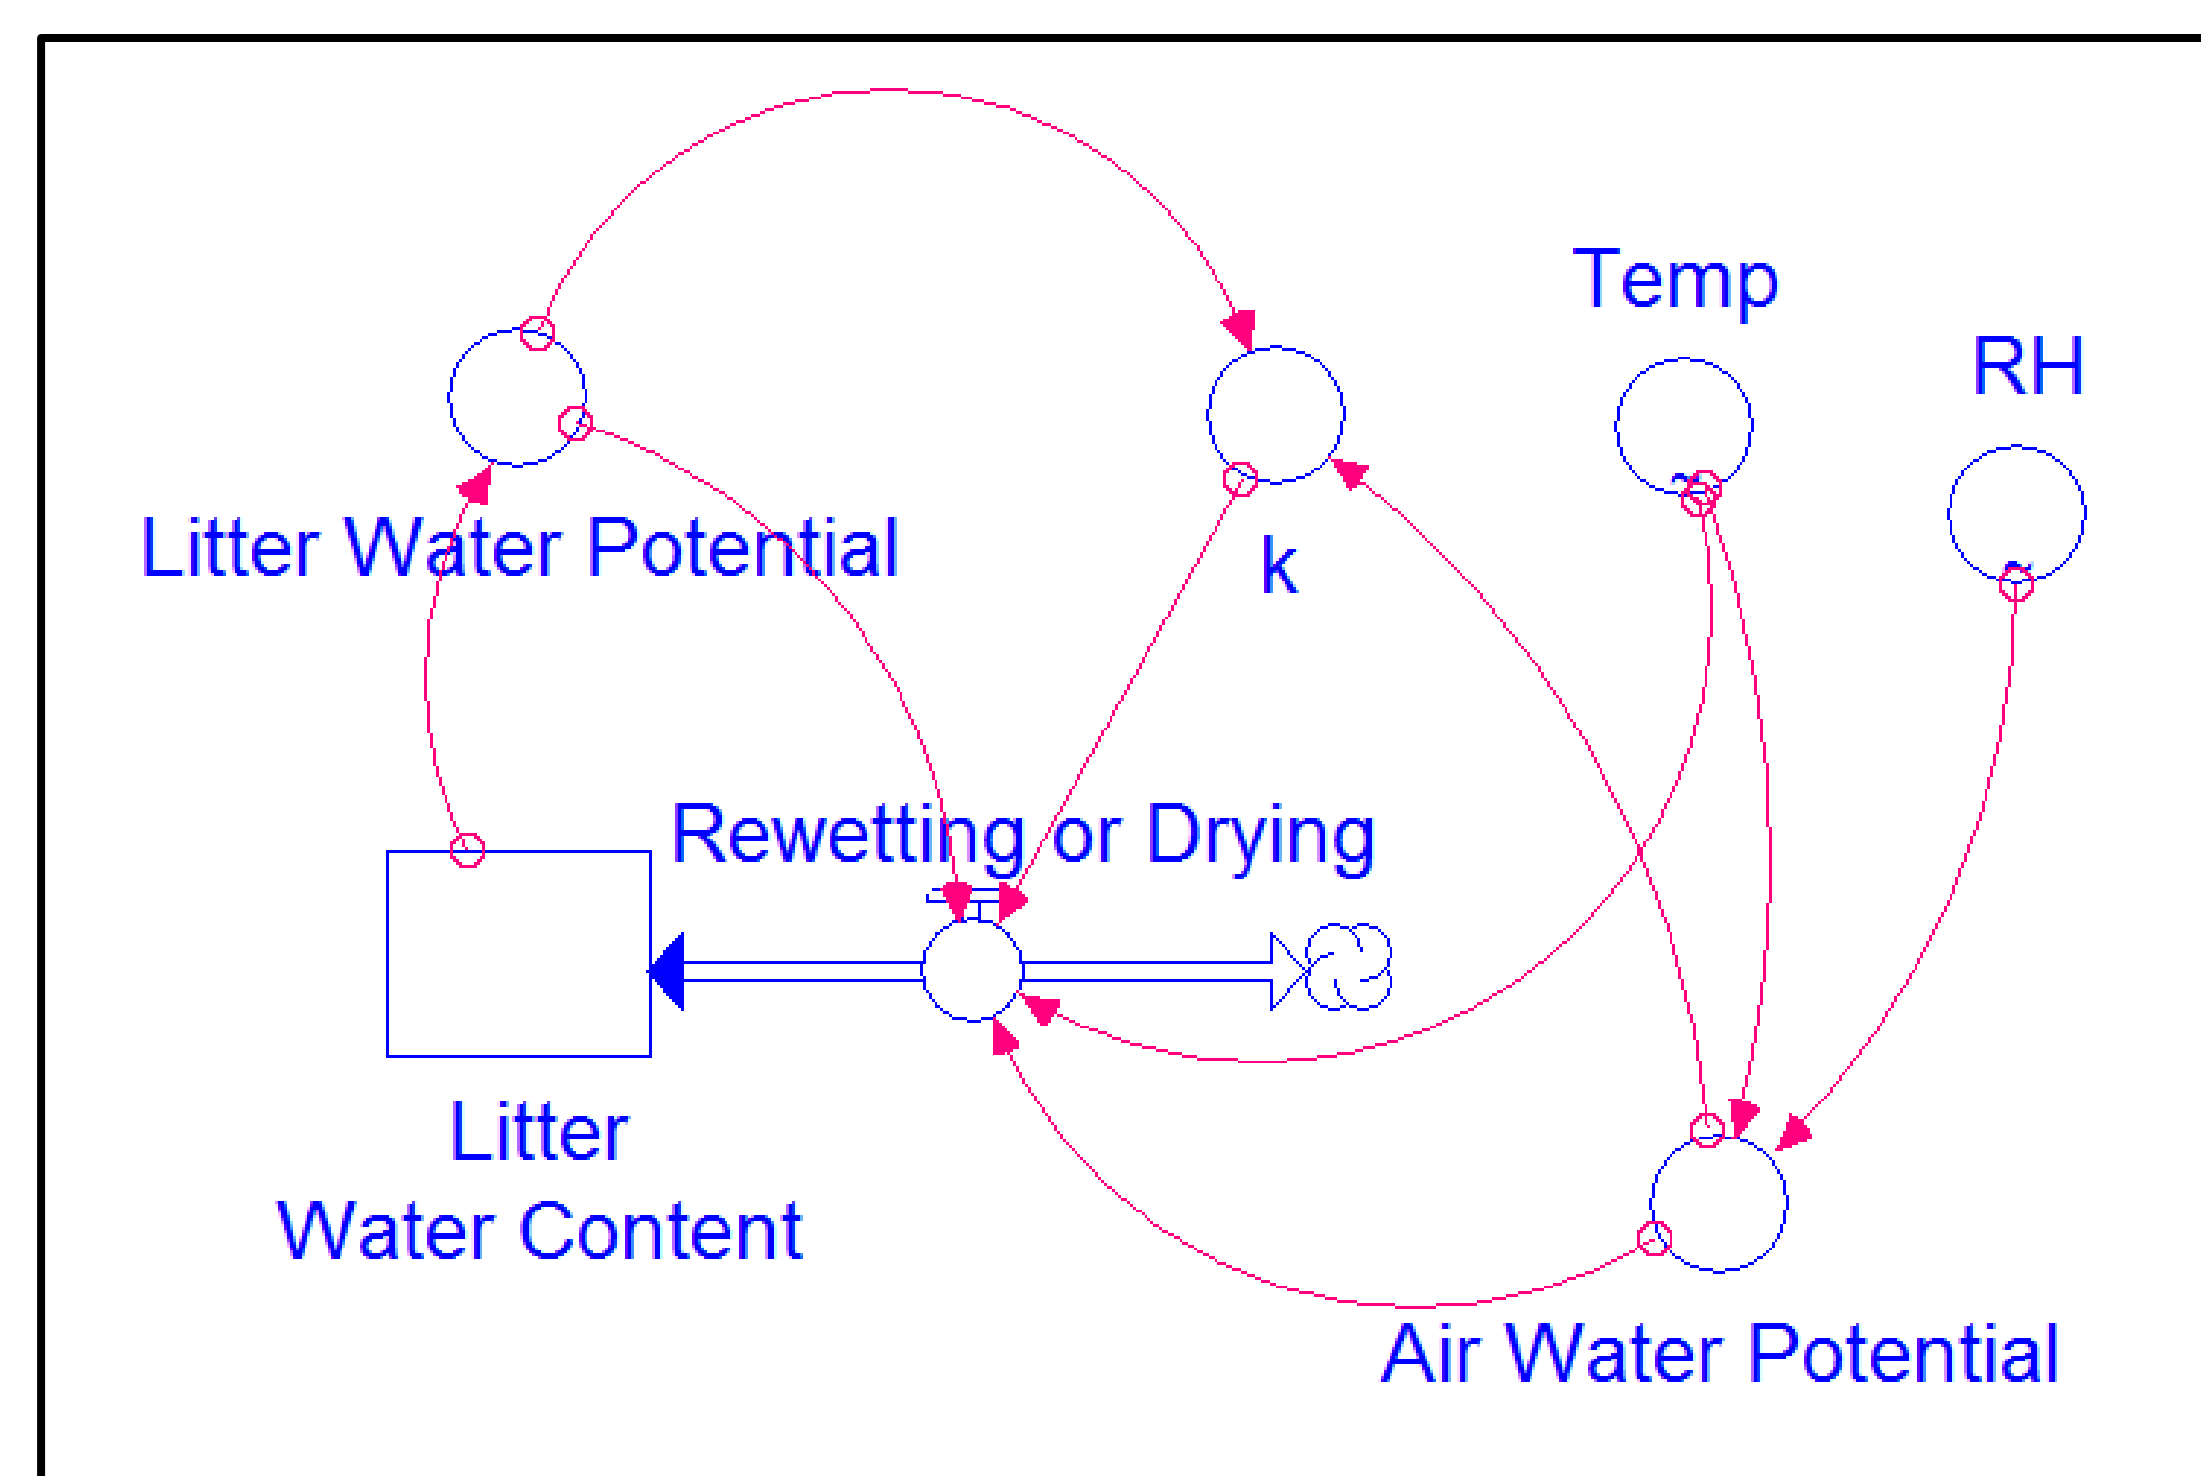 Temp
RH
Litter Water Potential
k
Rewetting or Drying
Litter
Water Content
Air Water Potential